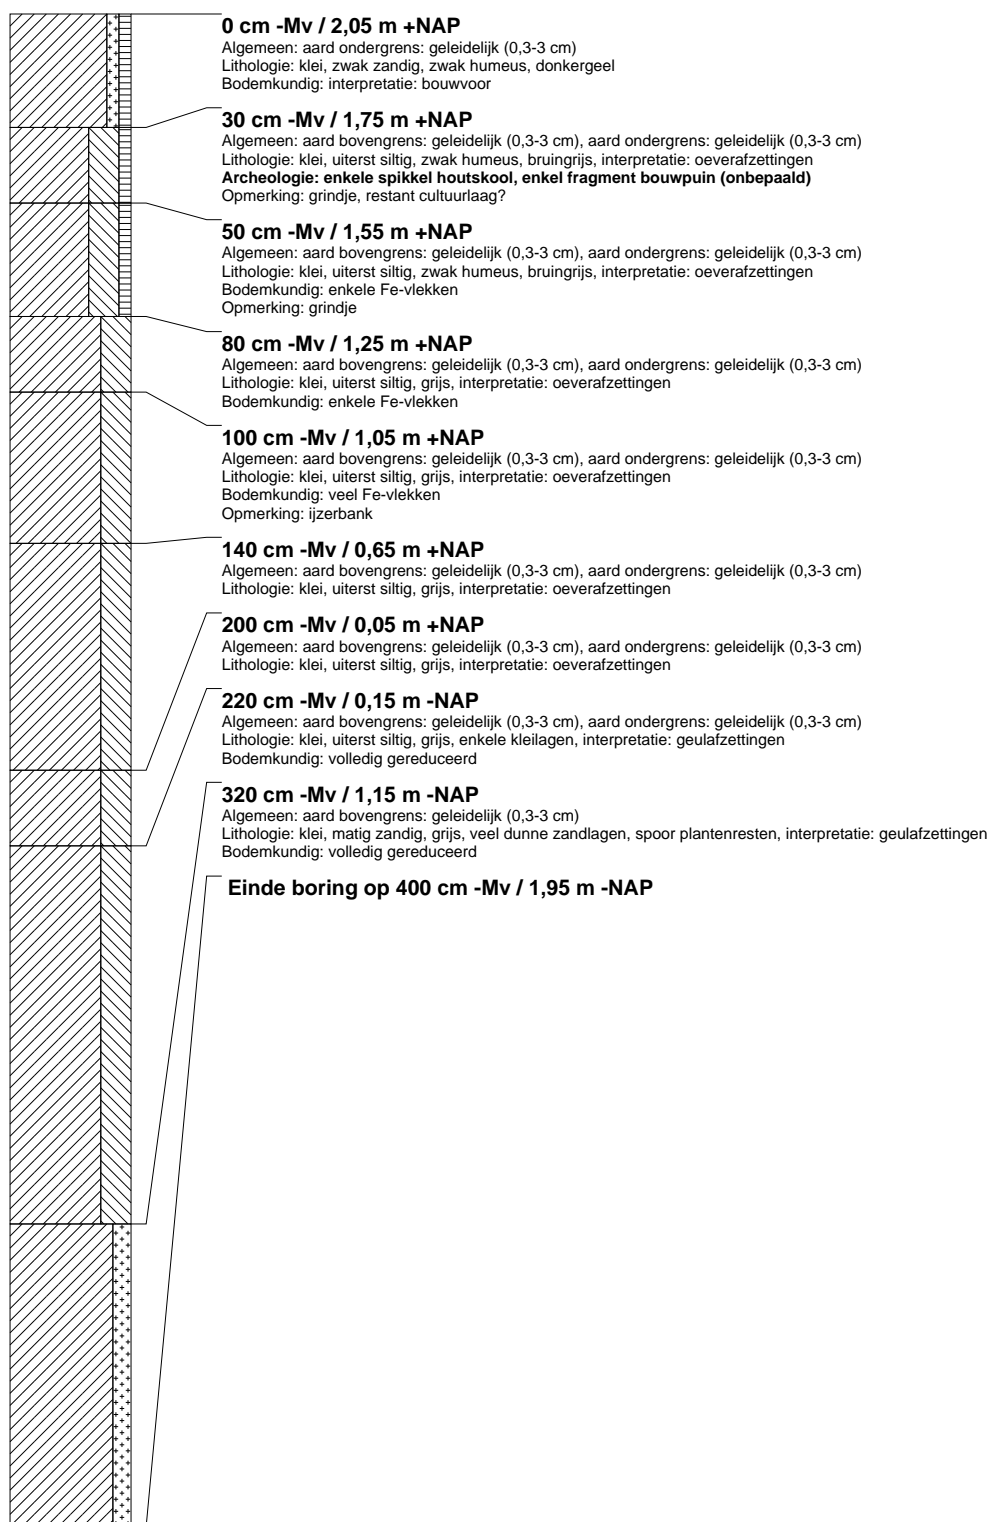 0 cm -Mv / 2,05 m +NAP
Algemeen: aard ondergrens: geleidelijk (0,3-3 cm)
Lithologie: klei, zwak zandig, zwak humeus, donkergeel
Bodemkundig: interpretatie: bouwvoor
30 cm -Mv / 1,75 m +NAP
Algemeen: aard bovengrens: geleidelijk (0,3-3 cm), aard ondergrens: geleidelijk (0,3-3 cm)
Lithologie: klei, uiterst siltig, zwak humeus, bruingrijs, interpretatie: oeverafzettingen
Archeologie: enkele spikkel houtskool, enkel fragment bouwpuin (onbepaald)
Opmerking: grindje, restant cultuurlaag?
50 cm -Mv / 1,55 m +NAP
Algemeen: aard bovengrens: geleidelijk (0,3-3 cm), aard ondergrens: geleidelijk (0,3-3 cm)
Lithologie: klei, uiterst siltig, zwak humeus, bruingrijs, interpretatie: oeverafzettingen
Bodemkundig: enkele Fe-vlekken
Opmerking: grindje
80 cm -Mv / 1,25 m +NAP
Algemeen: aard bovengrens: geleidelijk (0,3-3 cm), aard ondergrens: geleidelijk (0,3-3 cm)
Lithologie: klei, uiterst siltig, grijs, interpretatie: oeverafzettingen
Bodemkundig: enkele Fe-vlekken
100 cm -Mv / 1,05 m +NAP
Algemeen: aard bovengrens: geleidelijk (0,3-3 cm), aard ondergrens: geleidelijk (0,3-3 cm)
Lithologie: klei, uiterst siltig, grijs, interpretatie: oeverafzettingen
Bodemkundig: veel Fe-vlekken
Opmerking: ijzerbank
140 cm -Mv / 0,65 m +NAP
Algemeen: aard bovengrens: geleidelijk (0,3-3 cm), aard ondergrens: geleidelijk (0,3-3 cm)
Lithologie: klei, uiterst siltig, grijs, interpretatie: oeverafzettingen
200 cm -Mv / 0,05 m +NAP
Algemeen: aard bovengrens: geleidelijk (0,3-3 cm), aard ondergrens: geleidelijk (0,3-3 cm)
Lithologie: klei, uiterst siltig, grijs, interpretatie: oeverafzettingen
220 cm -Mv / 0,15 m -NAP
Algemeen: aard bovengrens: geleidelijk (0,3-3 cm), aard ondergrens: geleidelijk (0,3-3 cm)
Lithologie: klei, uiterst siltig, grijs, enkele kleilagen, interpretatie: geulafzettingen
Bodemkundig: volledig gereduceerd
320 cm -Mv / 1,15 m -NAP
Algemeen: aard bovengrens: geleidelijk (0,3-3 cm)
Lithologie: klei, matig zandig, grijs, veel dunne zandlagen, spoor plantenresten, interpretatie: geulafzettingen
Bodemkundig: volledig gereduceerd
Einde boring op 400 cm -Mv / 1,95 m -NAP